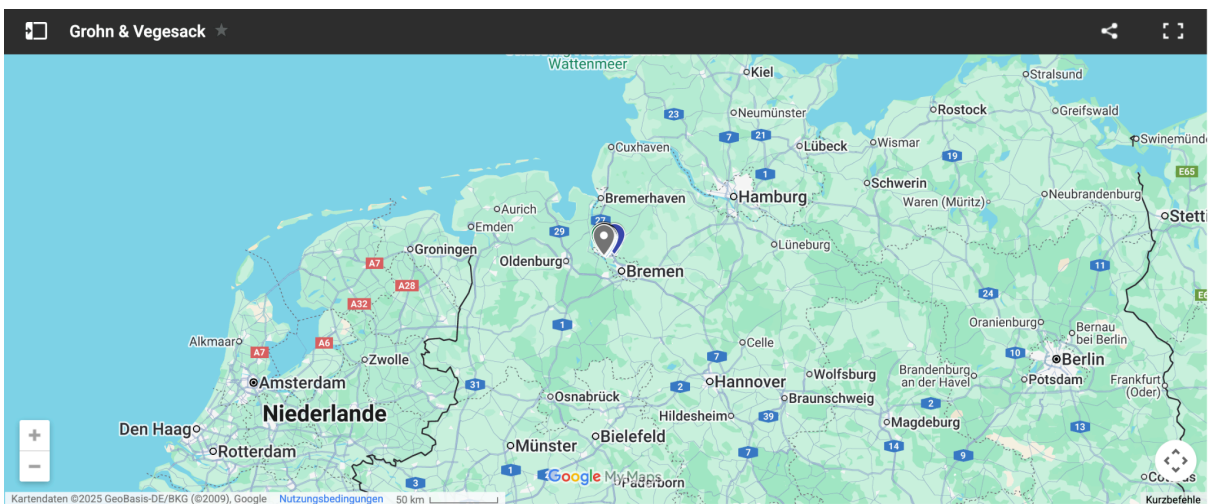 Grohn & Vegesack
Wattenmeer
Kiel
Stralsund
Neumünster
Rostock
Greifswald
23
7
21
Cuxhaven
Lübeck
Wismar
Swinemünd
19
1
E65
Schwerin
Bremerhaven
Hamburg
Waren (Müritz)
Neubrandenburg
Aurich
Stetti
27
Emden
29
Groningen
Lüneburg
Oldenburg
A7
Bremen
11
A28
24
A32
1
Oranienburg
Bernau
bei Berlin
Alkmaar
A7
A6
Celle
Zwolle
7
10
Berlin
Amsterdam
31
2
Hannover
Wolfsburg
Brandenburg
an der Havel
Potsdam
Frankfurt
(Oder)
Osnabrück
Braunschweig
2
Niederlande
Hildesheim
39
Magdeburg
Den Haag
13
Bielefeld
Münster
14
Rotterdam
7
9
1
Google My Maps
Paderborn
3
Kartendaten ©2025 GeoBasis-DE/BKG (©2009), Google
Nutzungsbedingungen
50 km
Kurzbefehle